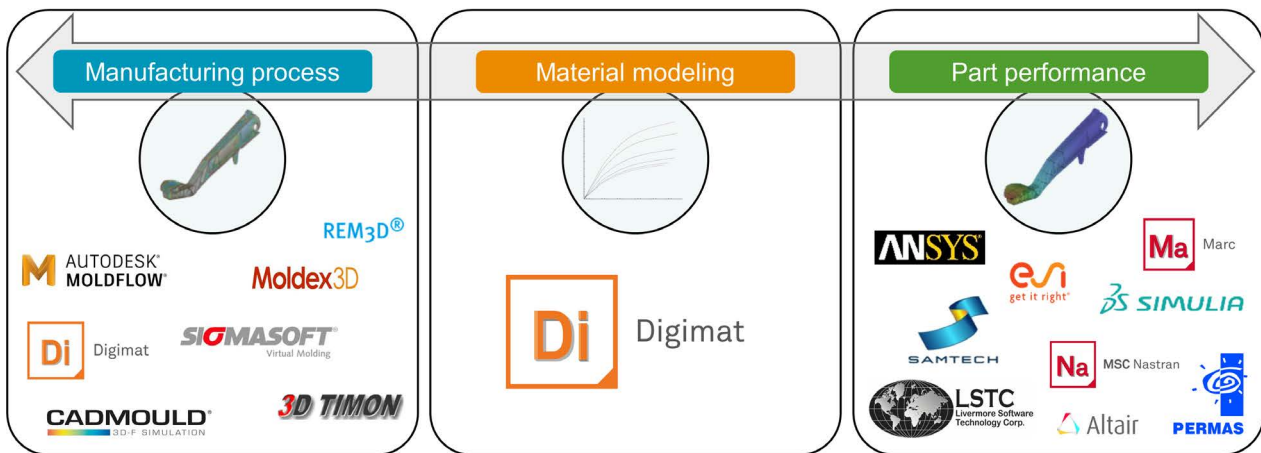 Manufacturing process
Material modeling
Part performance
REM3D®
AUTODESK®
MOLDFLOW®
Moldex3D
Di Digimat
SIGMASOFT®
Virtual Molding
CADMOULD®
3D-F SIMULATION
3D TIMON
Di Digimat
ANSYS®
Ma Marc
esi
get it right®
SIMULIA
SAMTECH
Na MSC Nastran
LSTC
Livermore Software
Technology Corp.
Altair
PERMAS